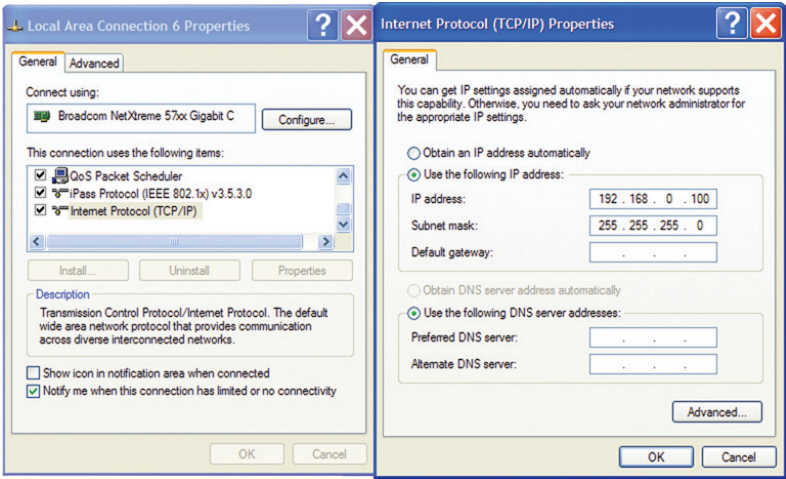 Local Area Connection 6 Properties
General
Advanced
Connect using:
Broadcom NetXtreme 57xx Gigabit C
Configure...
This connection uses the following items:
QoS Packet Scheduler
iPass Protocol (IEEE 802.1x) v3.5.3.0
Internet Protocol (TCP/IP)
Install...
Uninstall
Properties
Description
Transmission Control Protocol/Internet Protocol. The default
wide area network protocol that provides communication
across diverse interconnected networks.
Show icon in notification area when connected
Notify me when this connection has limited or no connectivity
OK
Cancel
Internet Protocol (TCP/IP) Properties
General
You can get IP settings assigned automatically if your network supports
this capability. Otherwise, you need to ask your network administrator for
the appropriate IP settings.
Obtain an IP address automatically
Use the following IP address:
IP address: 192 . 168 . 0 . 100
Subnet mask: 255 . 255 . 255 . 0
Default gateway: . . .
Obtain DNS server address automatically
Use the following DNS server addresses:
Preferred DNS server: . . .
Alternate DNS server: . . .
Advanced...
OK
Cancel